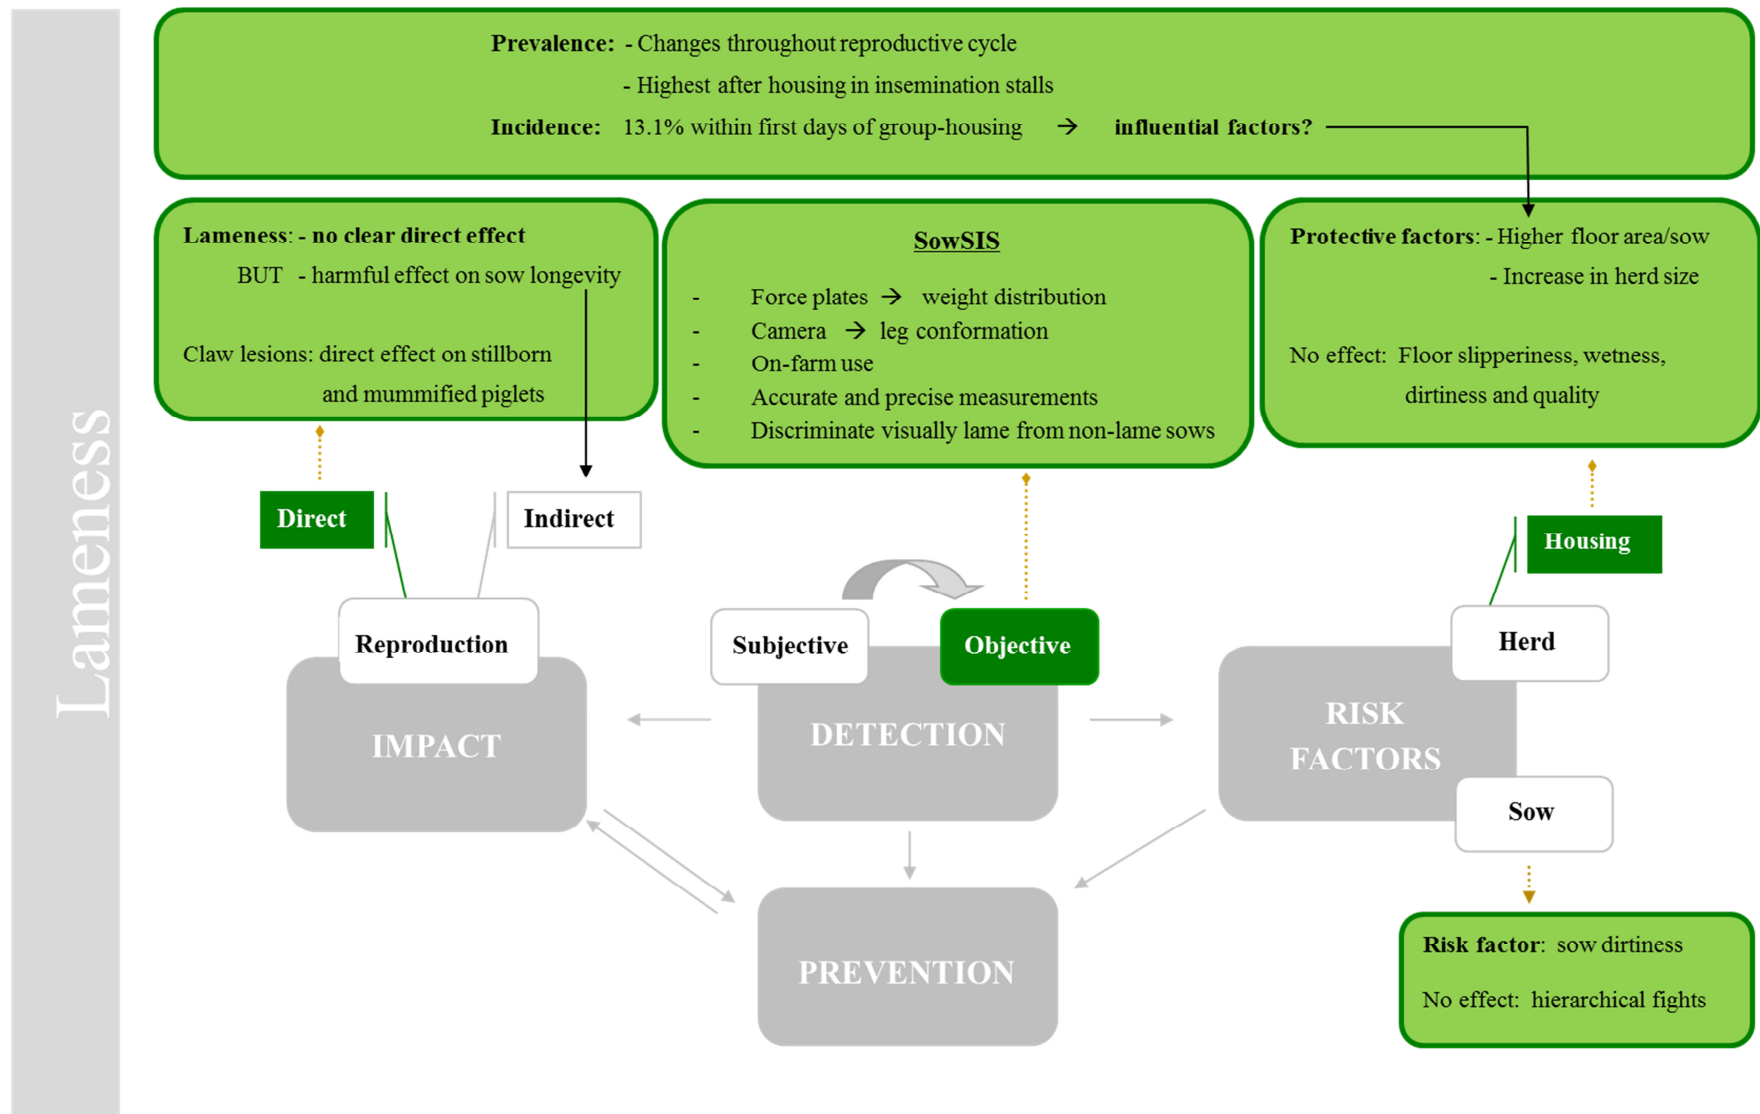 Lameness
Prevalence: - Changes throughout reproductive cycle
- Highest after housing in insemination stalls
Incidence: 13.1% within first days of group-housing → influential factors?
Lameness: - no clear direct effect
BUT - harmful effect on sow longevity
Claw lesions: direct effect on stillborn
and mummified piglets
SowSIS
- Force plates → weight distribution
- Camera → leg conformation
- On-farm use
- Accurate and precise measurements
- Discriminate visually lame from non-lame sows
Protective factors: - Higher floor area/sow
- Increase in herd size
No effect: Floor slipperiness, wetness,
dirtiness and quality
Direct
Indirect
Housing
Reproduction
Subjective
Objective
Herd
IMPACT
DETECTION
RISK
FACTORS
Sow
PREVENTION
Risk factor: sow dirtiness
No effect: hierarchical fights